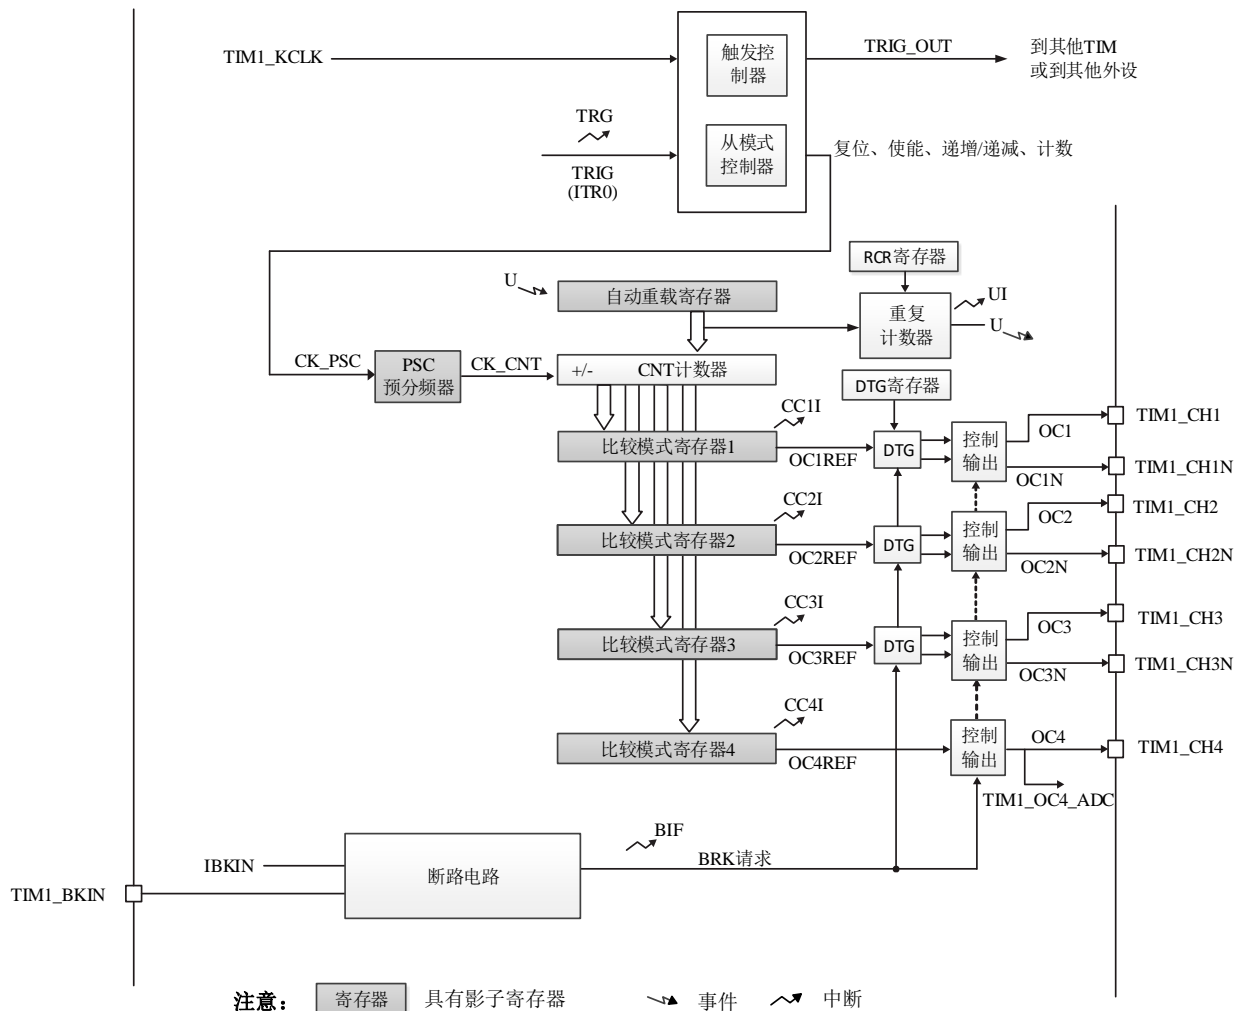 TIM1_KCLK
触发控
制器
TRIG_OUT
到其他TIM
或到其他外设
TRG
TRIG
(ITR0)
从模式
控制器
复位、使能、递增/递减、计数
RCR寄存器
U
自动重载寄存器
重复
计数器
UI
U
CK_PSC
PSC
预分频器
CK_CNT
+/-
CNT计数器
DTG寄存器
CC1I
比较模式寄存器1
OC1REF
DTG
控制
输出
OC1
TIM1_CH1
OC1N
TIM1_CH1N
CC2I
比较模式寄存器2
OC2REF
DTG
控制
输出
OC2
TIM1_CH2
OC2N
TIM1_CH2N
CC3I
比较模式寄存器3
OC3REF
DTG
控制
输出
OC3
TIM1_CH3
OC3N
TIM1_CH3N
CC4I
比较模式寄存器4
OC4REF
控制
输出
OC4
TIM1_CH4
TIM1_OC4_ADC
BIF
BRK请求
IBKIN
断路电路
TIM1_BKIN
注意：
寄存器
具有影子寄存器
事件
中断